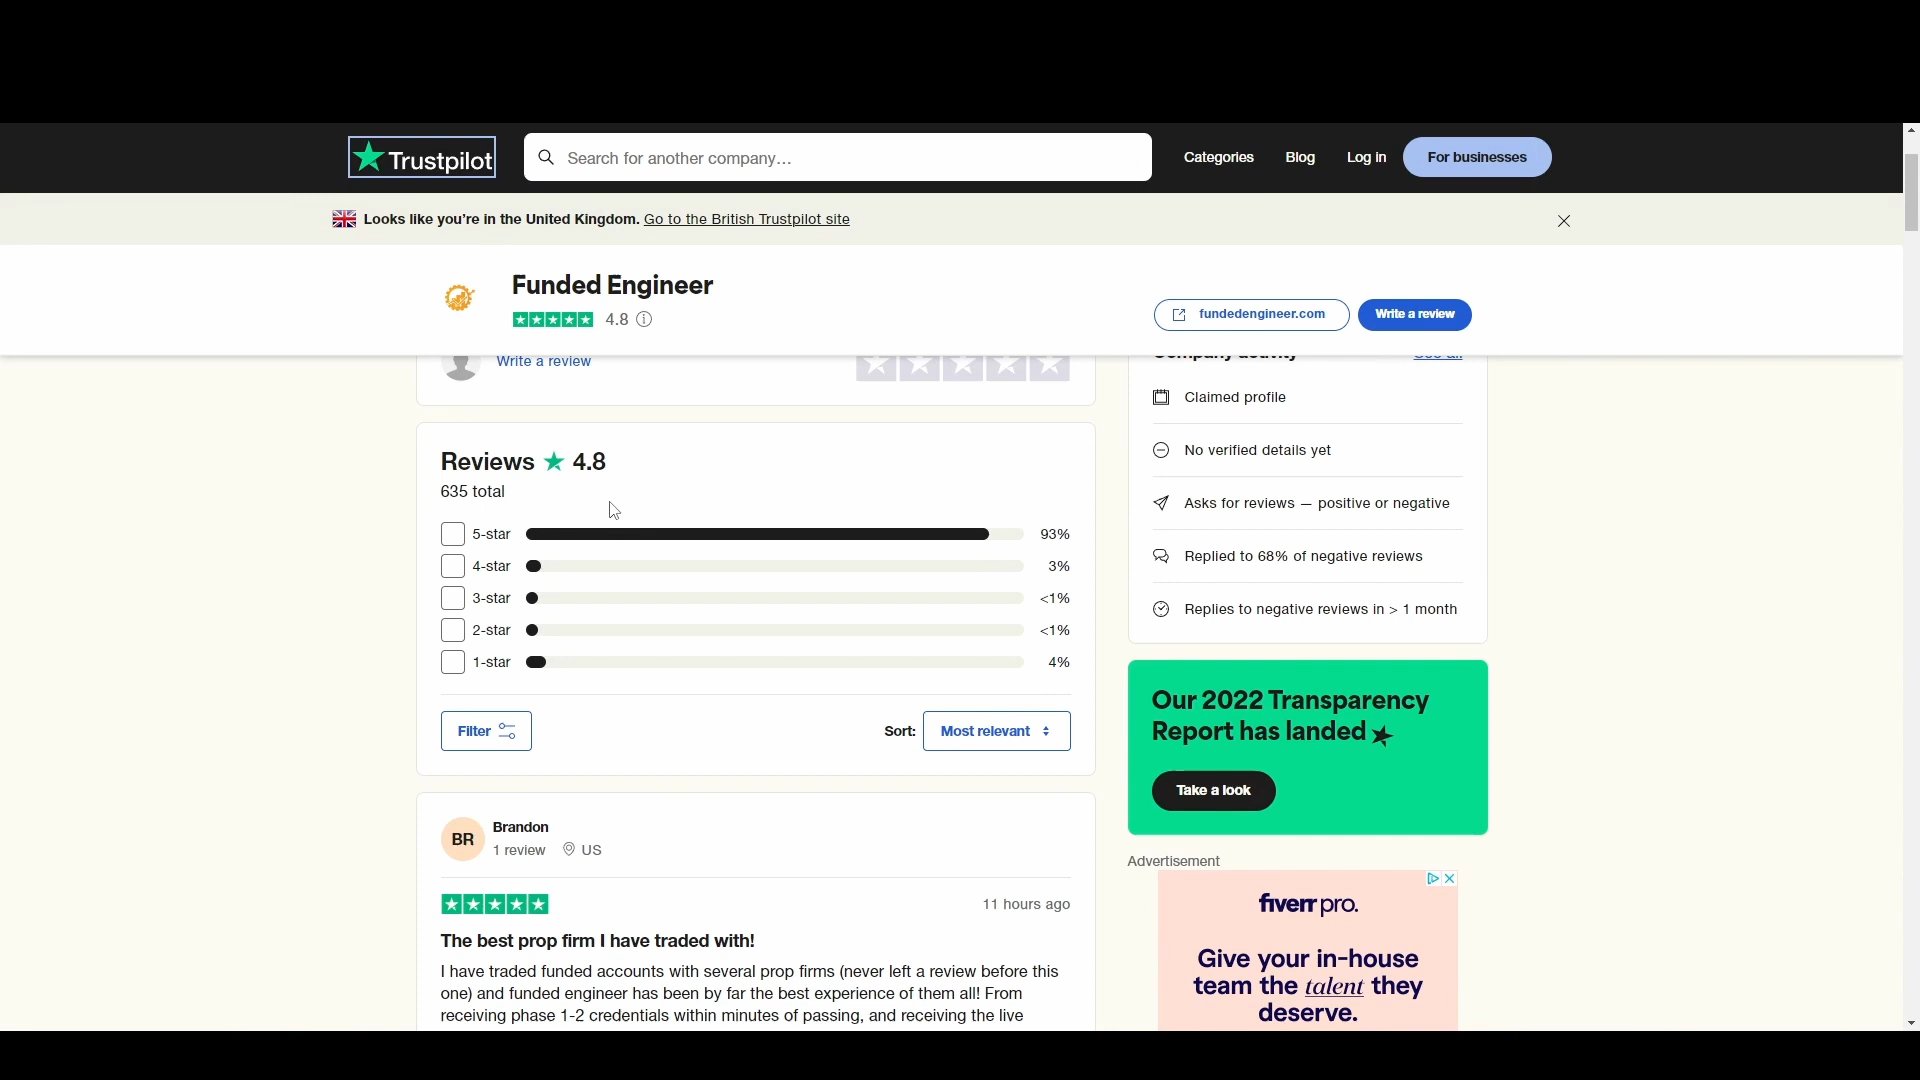 Trustpilot
Search for another company...
Categories
Blog
Log in
For businesses
Looks like you're in the United Kingdom. Go to the British Trustpilot site
Funded Engineer
4.8
fundedengineer.com
Write a review
Write a review
Company activity
See all
Reviews 4.8
635 total
5-star 93%
4-star 3%
3-star <1%
2-star <1%
1-star 4%
Filter
Sort: Most relevant
BR
Brandon
1 review US
11 hours ago
The best prop firm I have traded with!
I have traded funded accounts with several prop firms (never left a review before this
one) and funded engineer has been by far the best experience of them all! From
receiving phase 1-2 credentials within minutes of passing, and receiving the live
Claimed profile
No verified details yet
Asks for reviews — positive or negative
Replied to 68% of negative reviews
Replies to negative reviews in > 1 month
Our 2022 Transparency
Report has landed
Take a look
Advertisement
fiverr pro.
Give your in-house
team the talent they
deserve.